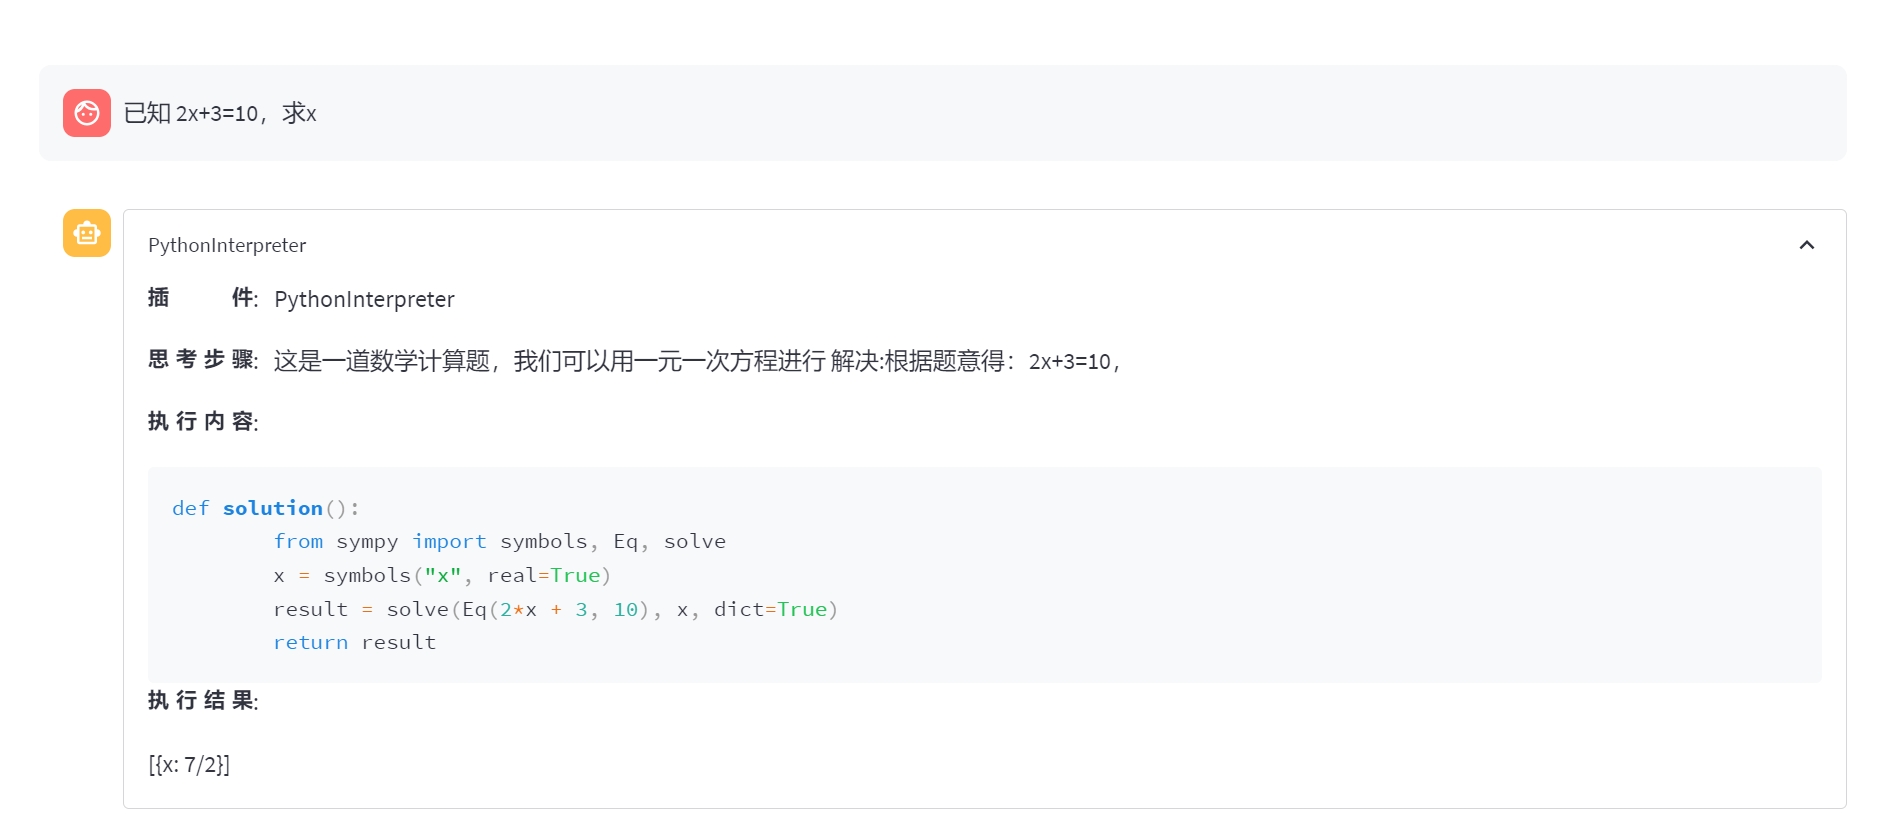 已知 2x+3=10，求x
PythonInterpreter
插 件: PythonInterpreter
思 考 步 骤: 这是一道数学计算题，我们可以用一元一次方程进行 解决:根据题意得：2x+3=10，
执 行 内 容:
def solution():
        from sympy import symbols, Eq, solve
        x = symbols("x", real=True)
        result = solve(Eq(2*x + 3, 10), x, dict=True)
        return result
执 行 结 果:
[{x: 7/2}]